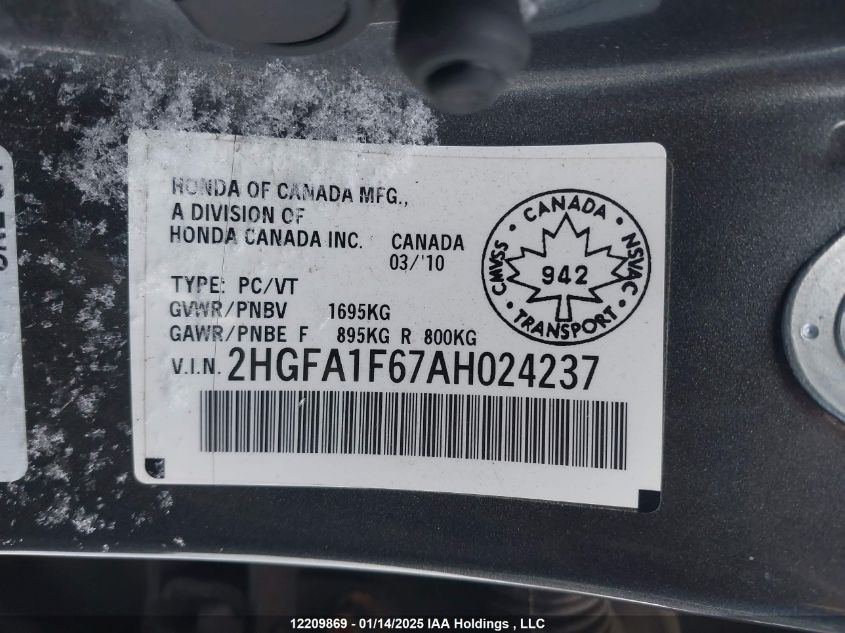 HONDA OF CANADA MFG.,
A DIVISION OF
HONDA CANADA INC. CANADA
03/'10
TYPE: PC/VT
GVWR/PNBV 1695KG
GAWR/PNBE F 895KG R 800KG
V.I.N. 2HGFA1F67AH024237
• CANADA •
CMVSS NSVAC
942
• TRANSPORT •
12209869 - 01/14/2025 IAA Holdings , LLC